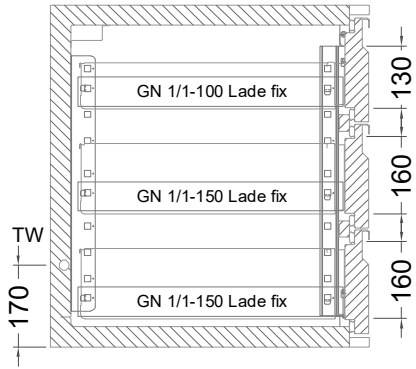 GN 1/1-100 Lade fix
130
160
GN 1/1-150 Lade fix
TW
170
GN 1/1-150 Lade fix
160